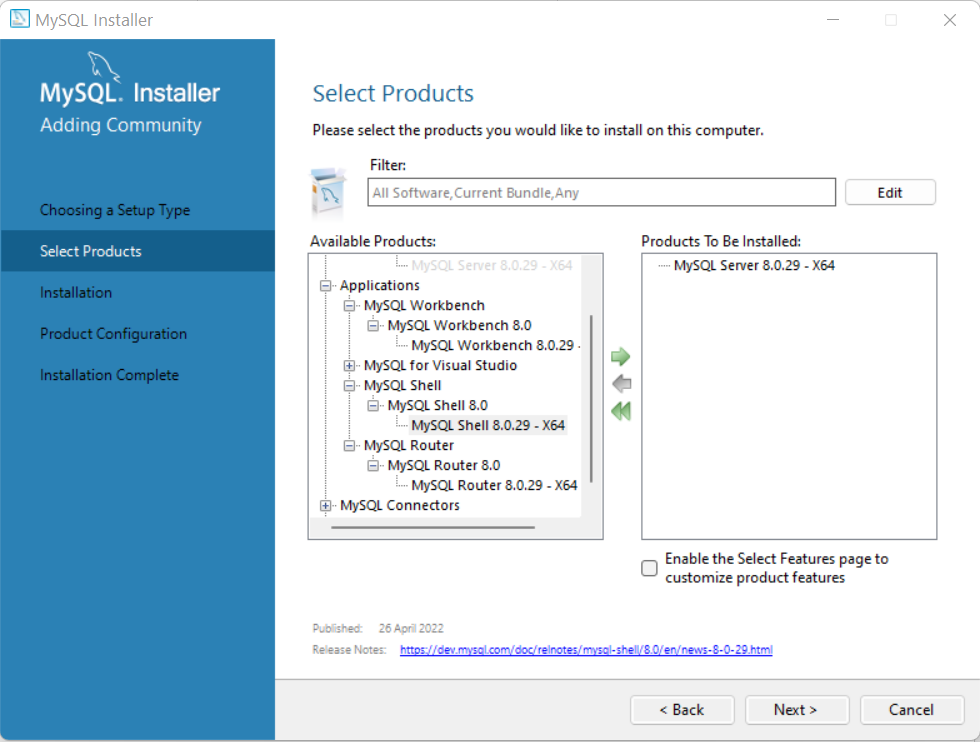 MySQL Installer
MySQL. Installer
Adding Community
Choosing a Setup Type
Select Products
Installation
Product Configuration
Installation Complete
Select Products
Please select the products you would like to install on this computer.
Filter:
All Software,Current Bundle,Any
Edit
Available Products:
MySQL Server 8.0.29 - X64
Applications
MySQL Workbench
MySQL Workbench 8.0
MySQL Workbench 8.0.29 -
MySQL for Visual Studio
MySQL Shell
MySQL Shell 8.0
MySQL Shell 8.0.29 - X64
MySQL Router
MySQL Router 8.0
MySQL Router 8.0.29 - X64
MySQL Connectors
Products To Be Installed:
MySQL Server 8.0.29 - X64
Enable the Select Features page to
customize product features
Published: 26 April 2022
Release Notes: https://dev.mysql.com/doc/relnotes/mysql-shell/8.0/en/news-8-0-29.html
< Back
Next >
Cancel